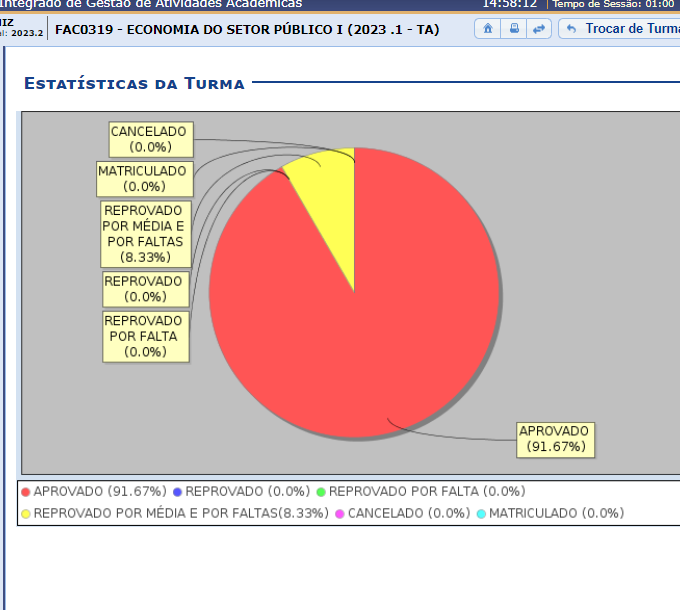 Integrado de Gestão de Atividades Acadêmicas 14:58:12 Tempo de Sessão: 01:00
IZ
al: 2023.2
FAC0319 - ECONOMIA DO SETOR PÚBLICO I (2023 .1 - TA)
Trocar de Turma
ESTATÍSTICAS DA TURMA
CANCELADO
(0.0%)
MATRICULADO
(0.0%)
REPROVADO
POR MÉDIA E
POR FALTAS
(8.33%)
REPROVADO
(0.0%)
REPROVADO
POR FALTA
(0.0%)
APROVADO
(91.67%)
APROVADO (91.67%) REPROVADO (0.0%) REPROVADO POR FALTA (0.0%)
REPROVADO POR MÉDIA E POR FALTAS(8.33%) CANCELADO (0.0%) MATRICULADO (0.0%)